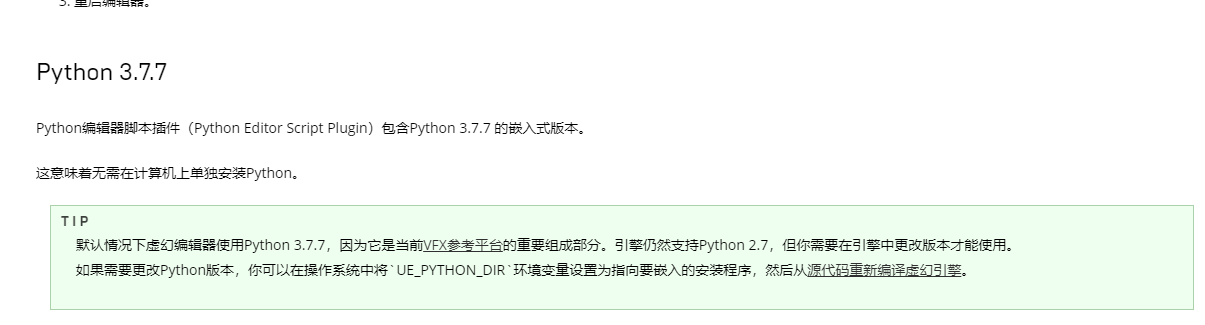 3. 重启编辑器。
Python 3.7.7
Python编辑器脚本插件（Python Editor Script Plugin）包含Python 3.7.7 的嵌入式版本。
这意味着无需在计算机上单独安装Python。
TIP
默认情况下虚幻编辑器使用Python 3.7.7，因为它是当前VFX参考平台的重要组成部分。引擎仍然支持Python 2.7，但你需要在引擎中更改版本才能使用。
如果需要更改Python版本，你可以在操作系统中将`UE_PYTHON_DIR`环境变量设置为指向要嵌入的安装程序，然后从源代码重新编译虚幻引擎。